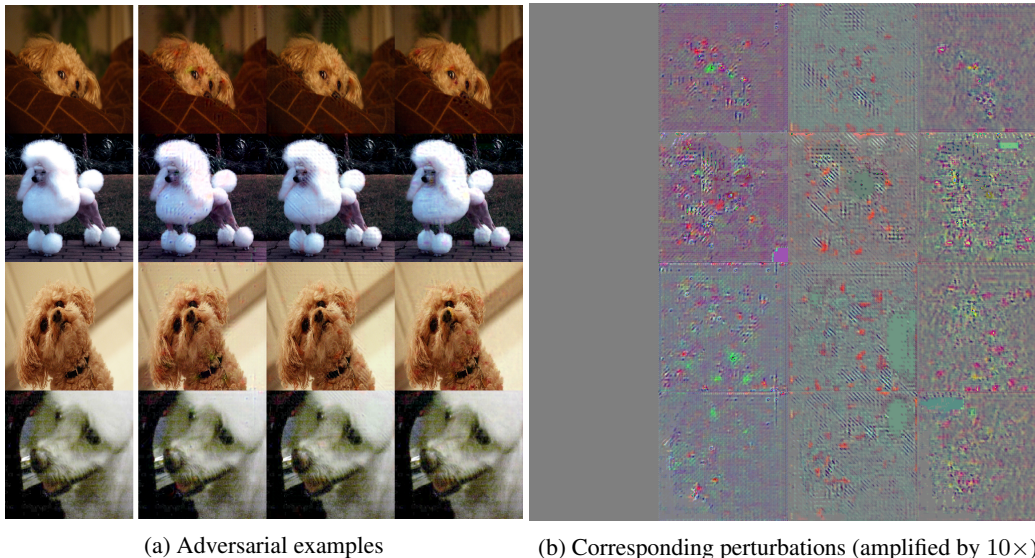 (a) Adversarial examples
(b) Corresponding perturbations (amplified by 10×)